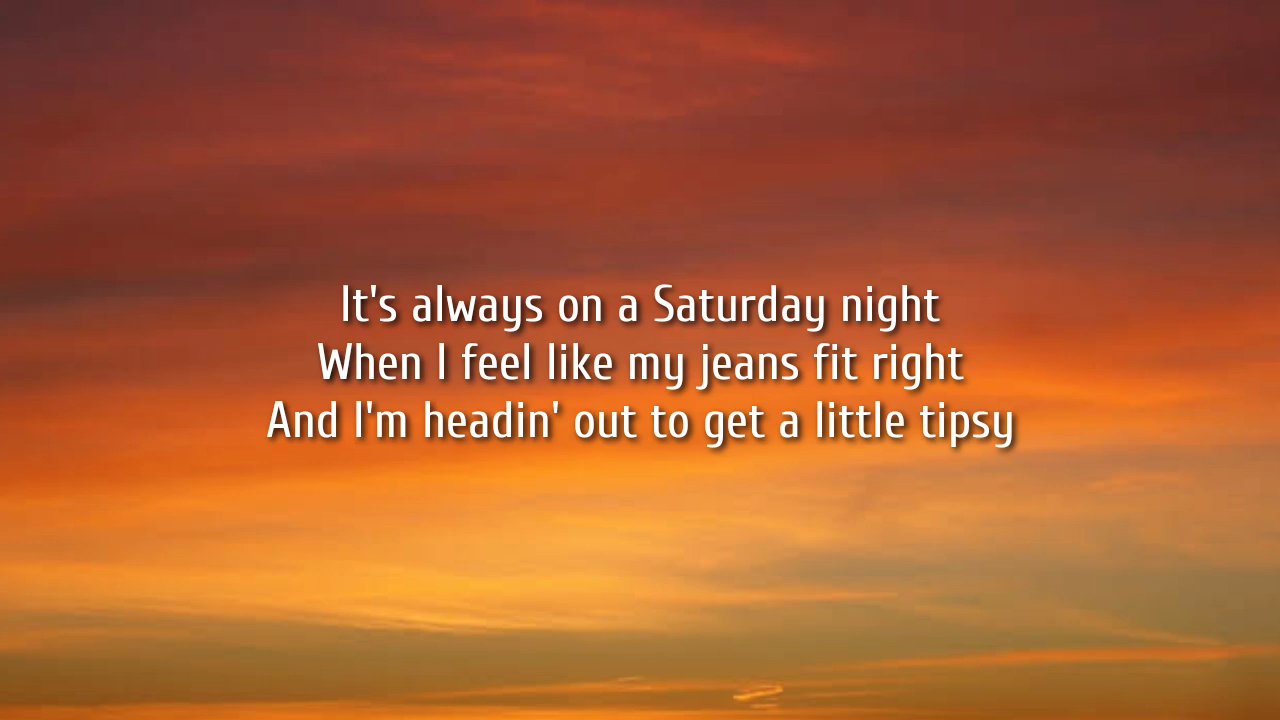 It's always on a Saturday night
When I feel like my jeans fit right
And I'm headin' out to get a little tipsy